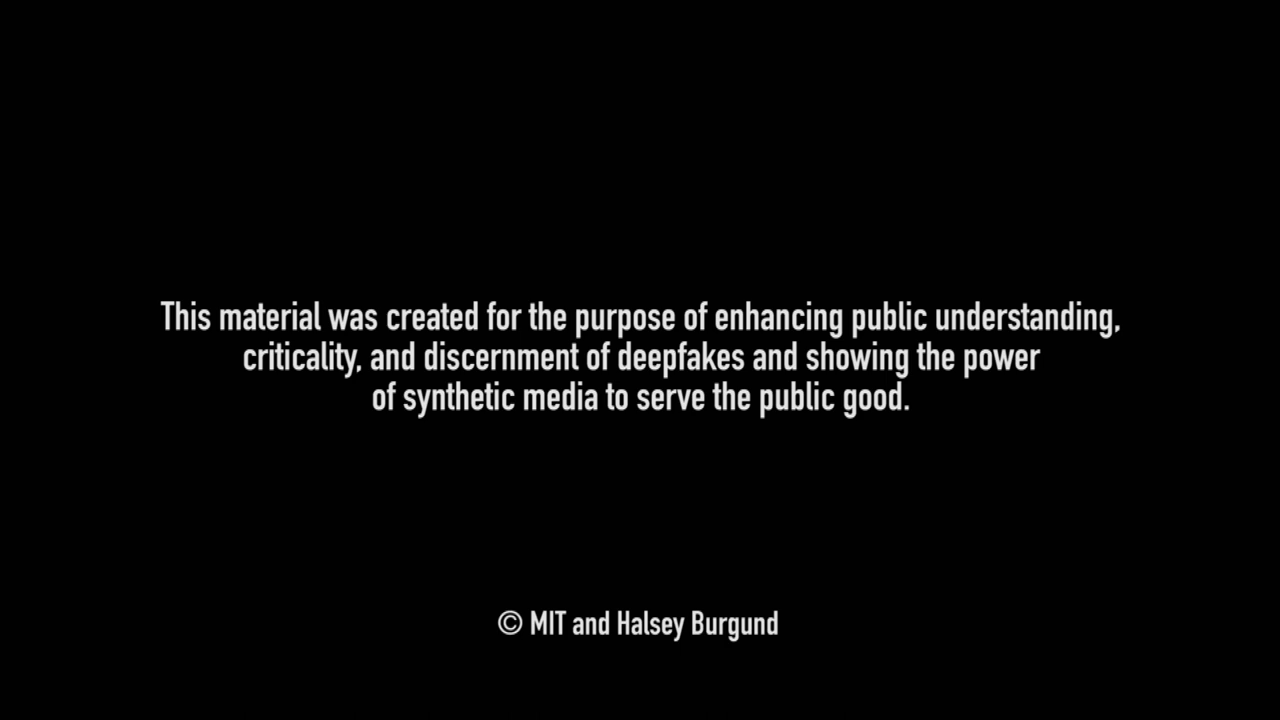 This material was created for the purpose of enhancing public understanding,
criticality, and discernment of deepfakes and showing the power
of synthetic media to serve the public good.
© MIT and Halsey Burgund